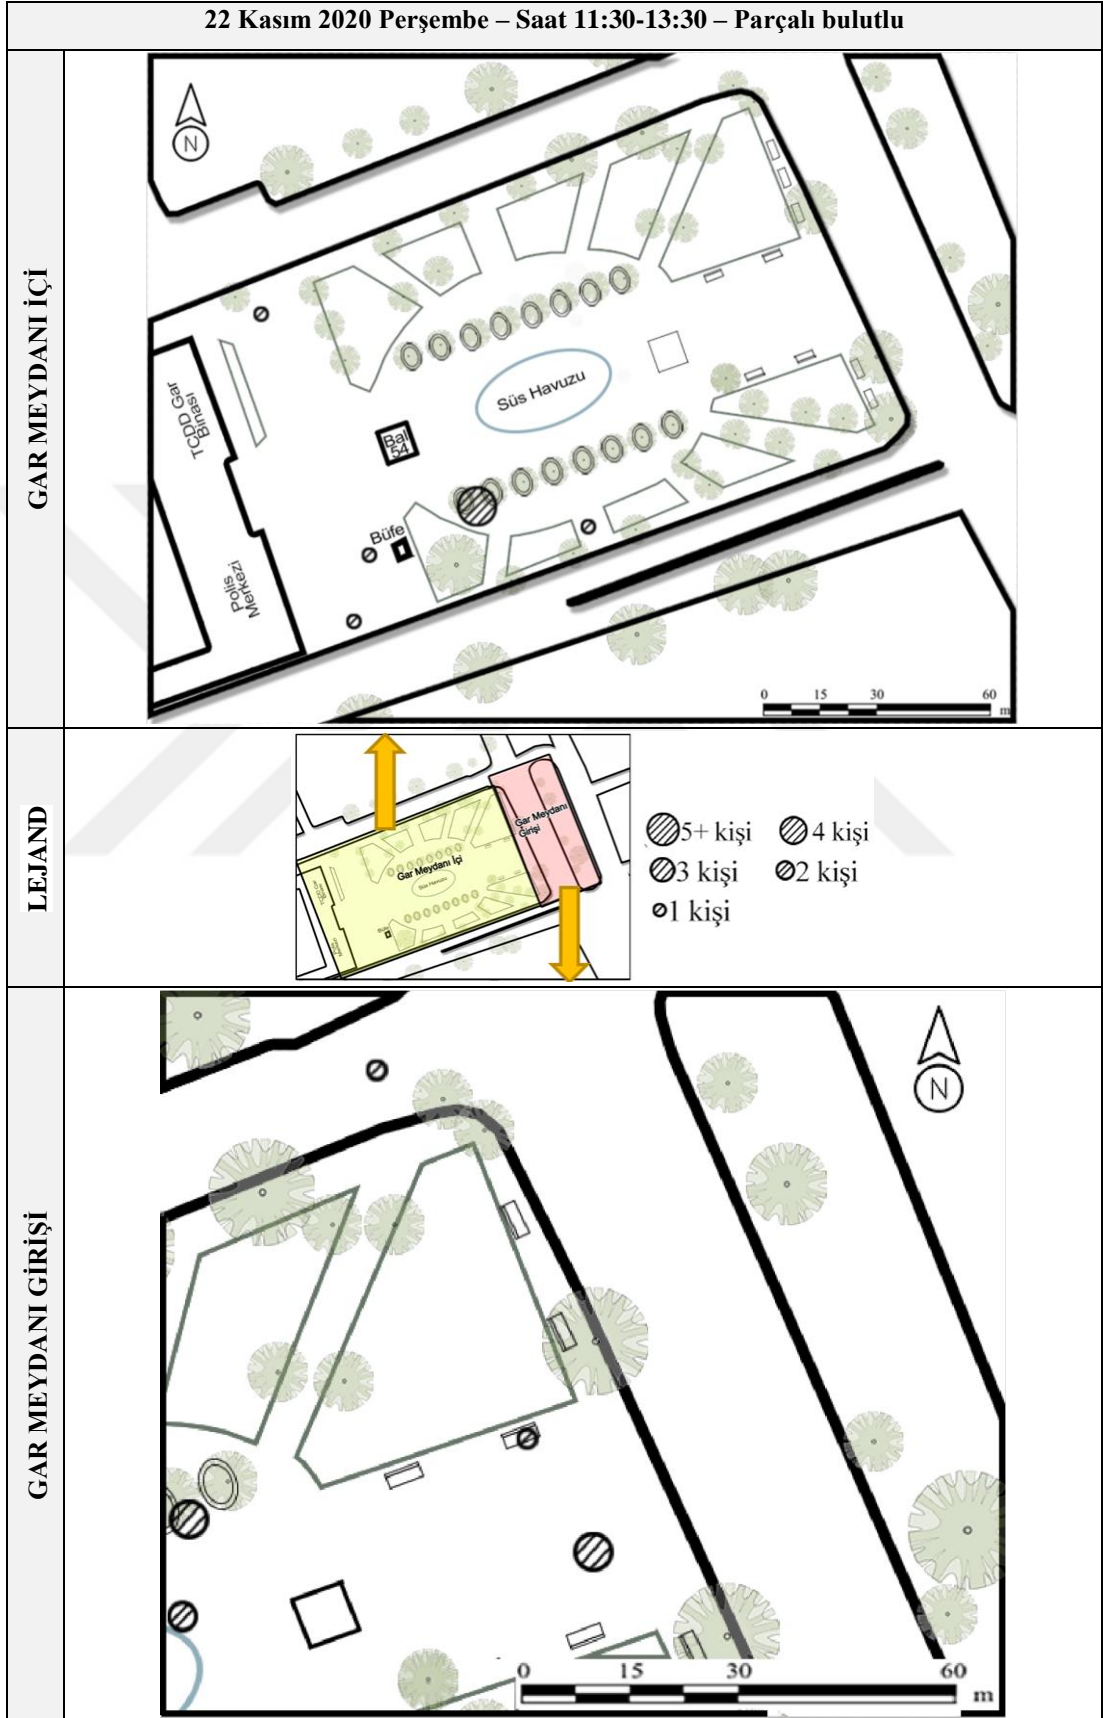 22 Kasım 2020 Perşembe – Saat 11:30-13:30 – Parçalı bulutlu
GAR MEYDANI İÇİ
N
TCDD Gar
Binası
Süs Havuzu
Bal
54
Büfe
Polis
Merkezi
0 15 30 60
m
LEJAND
Gar Meydanı
Girişi
Gar Meydanı İçi
Süs Havuzu
Büfe
5+ kişi 4 kişi
3 kişi 2 kişi
1 kişi
GAR MEYDANI GİRİŞİ
N
0 15 30 60
m